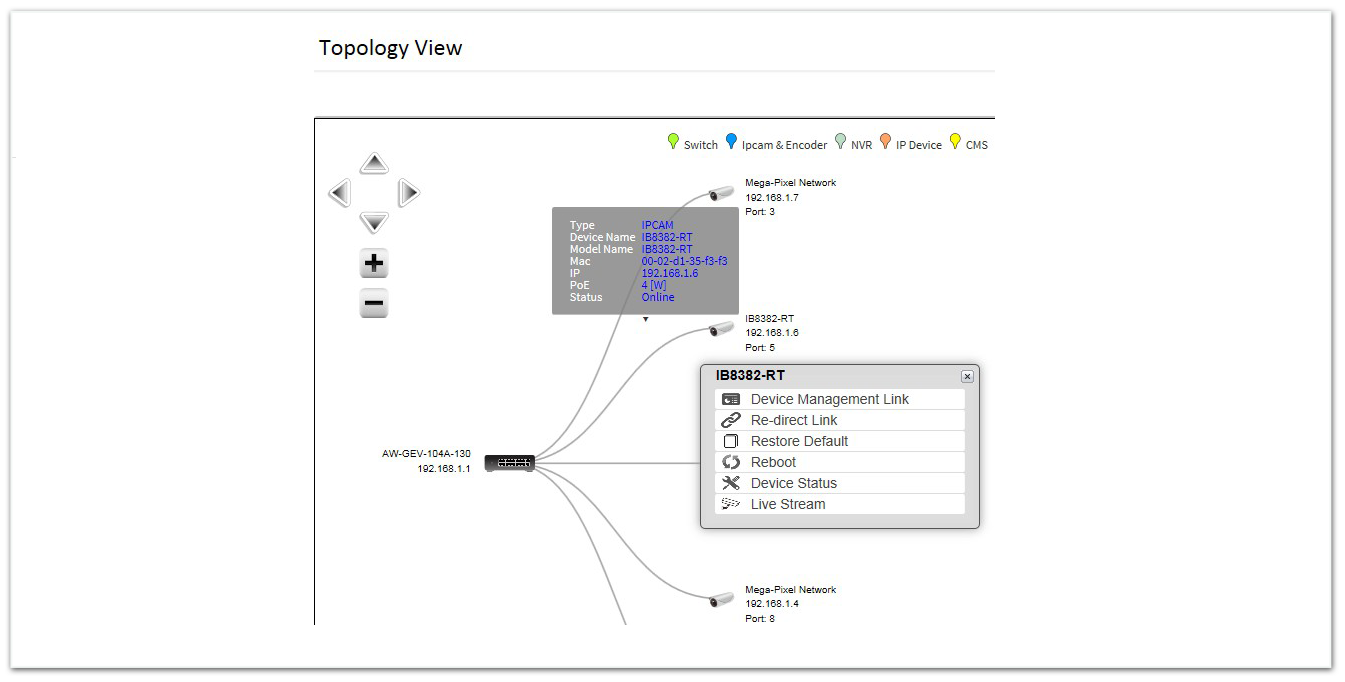 Topology View
Switch Ipcam & Encoder NVR IP Device CMS
Mega-Pixel Network
192.168.1.7
Port: 3
Type IPCAM
Device Name IB8382-RT
Model Name IB8382-RT
Mac 00-02-d1-35-f3-f3
IP 192.168.1.6
PoE 4 [W]
Status Online
IB8382-RT
192.168.1.6
Port: 5
IB8382-RT
Device Management Link
Re-direct Link
Restore Default
Reboot
Device Status
Live Stream
AW-GEV-104A-130
192.168.1.1
Mega-Pixel Network
192.168.1.4
Port: 8